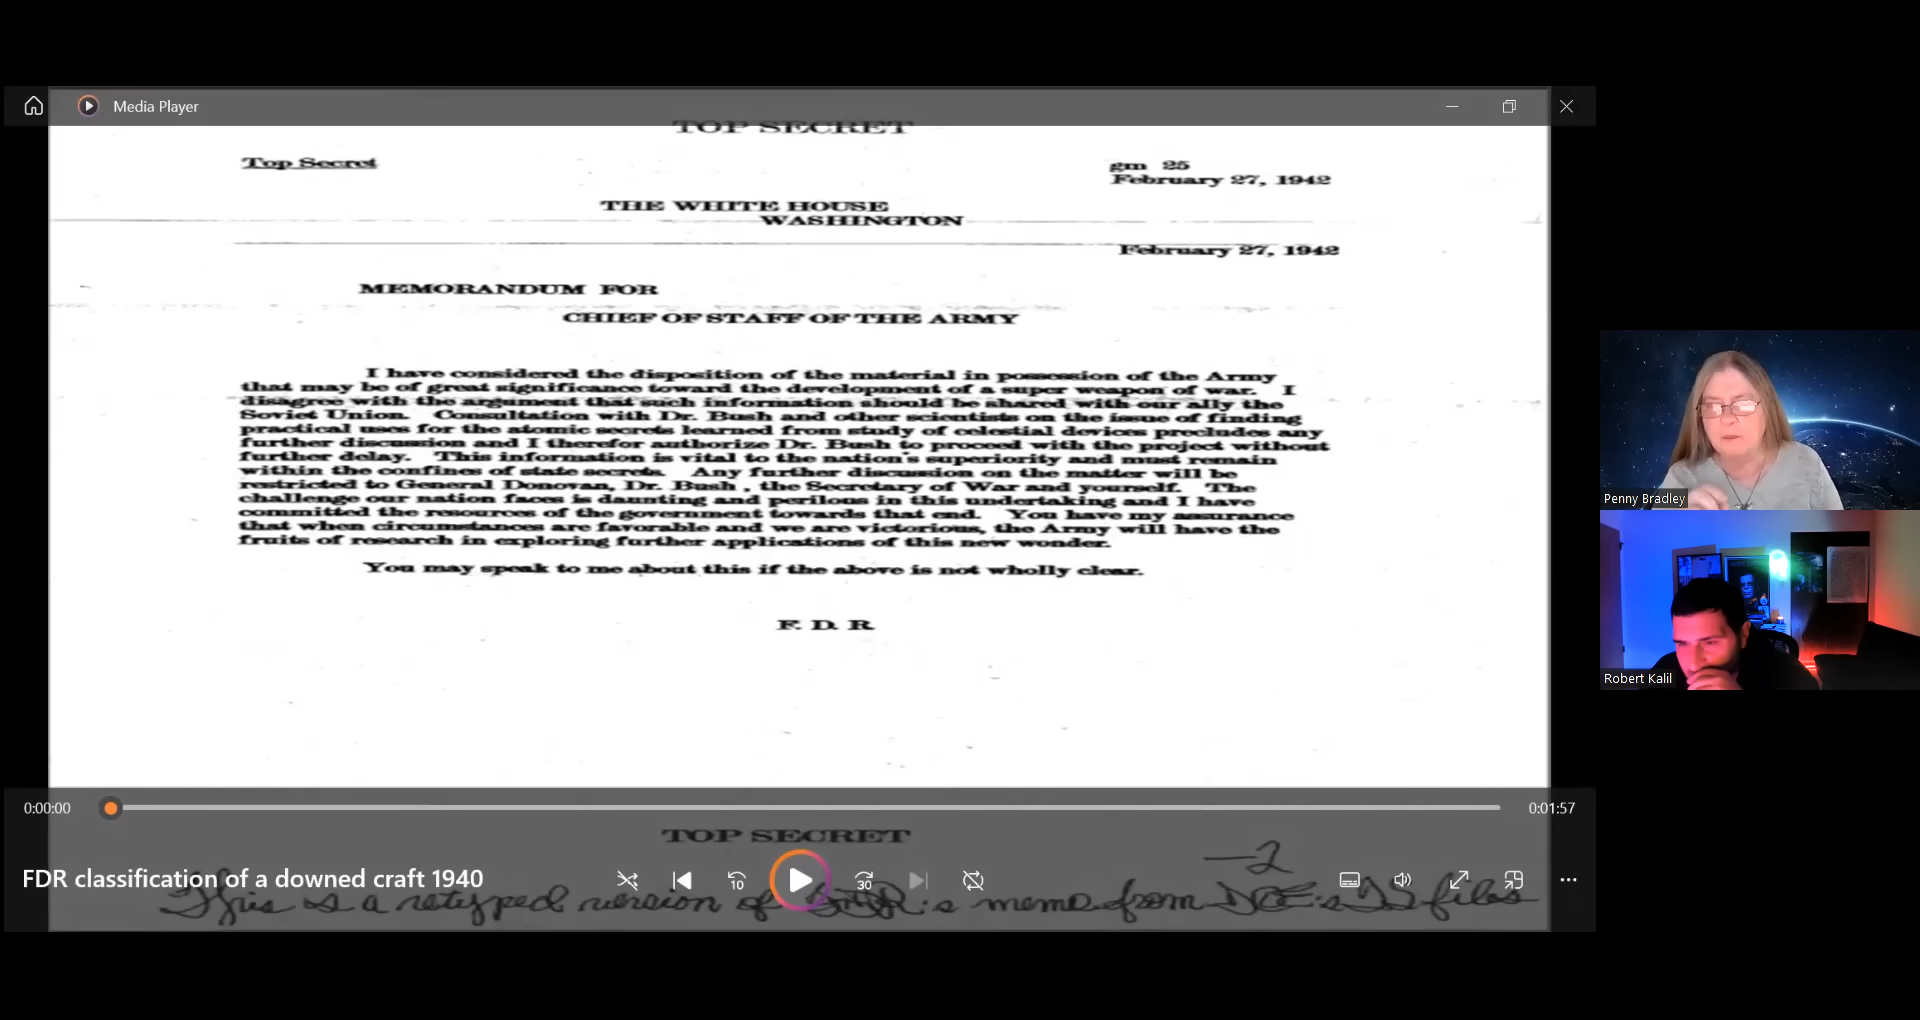 Media Player
TOP SECRET
Top Secret
gm 25
February 27, 1942
THE WHITE HOUSE
WASHINGTON
February 27, 1942
MEMORANDUM FOR
CHIEF OF STAFF OF THE ARMY
I have considered the disposition of the material in possession of the Army
that may be of great significance toward the development of a super weapon of war. I
disagree with the argument that such information should be shared with our ally the
Soviet Union. Consultation with Dr. Bush and other scientists on the issue of finding
practical uses for the atomic secrets learned from study of celestial devices precludes any
further discussion and I therefor authorize Dr. Bush to proceed with the project without
further delay. This information is vital to the nation's superiority and must remain
within the confines of state secrets. Any further discussion on the matter will be
restricted to General Donovan, Dr. Bush, the Secretary of War and yourself. The
challenge our nation faces is daunting and perilous in this undertaking and I have
committed the resources of the government towards that end. You have my assurance
that when circumstances are favorable and we are victorious, the Army will have the
fruits of research in exploring further applications of this new wonder.
You may speak to me about this if the above is not wholly clear.
F. D. R.
Penny Bradley
Robert Kalil
0:00:00
0:01:57
TOP SECRET
-2
FDR classification of a downed craft 1940
10
30
This is a retyped version of memo from files